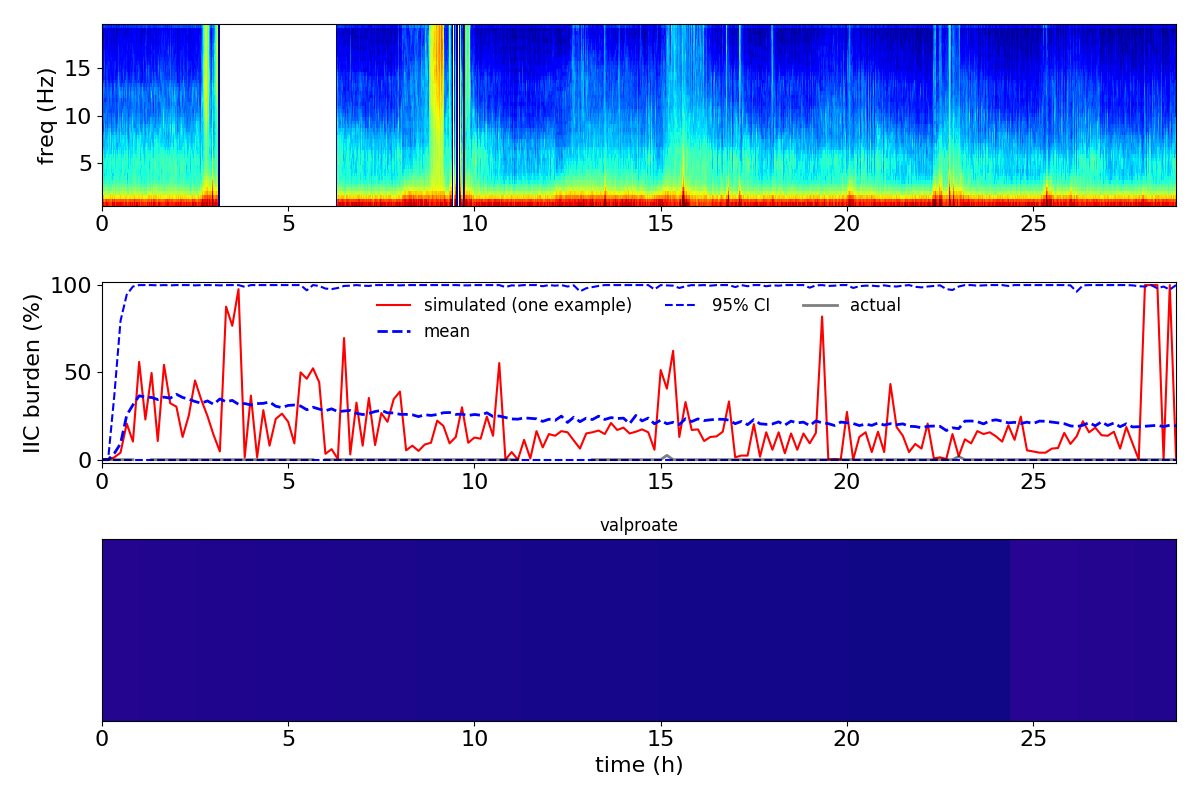 freq (Hz)
15
10
5
0 5 10 15 20 25
IIC burden (%)
100
50
0
simulated (one example) 95% CI actual
mean
0 5 10 15 20 25
valproate
0 5 10 15 20 25
time (h)